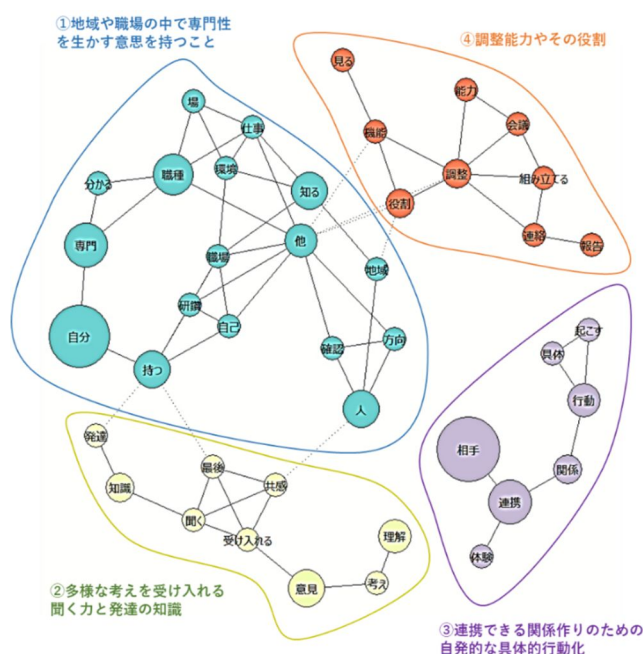 ①地域や職場の中で専門性
を生かす意思を持つこと
④調整能力やその役割
見る
能力
場
仕事
機能
会議
分かる
職種
環境
知る
調整
組み立てる
役割
専門
他
連絡
報告
職場
地域
研鑽
自己
自分
持つ
確認
方向
人
起こす
具体
行動
相手
関係
連携
体験
発達
最後
知識
共感
聞く
受け入れる
理解
意見
考え
②多様な考えを受け入れる
聞く力と発達の知識
③連携できる関係作りのための
自発的な具体的行動化